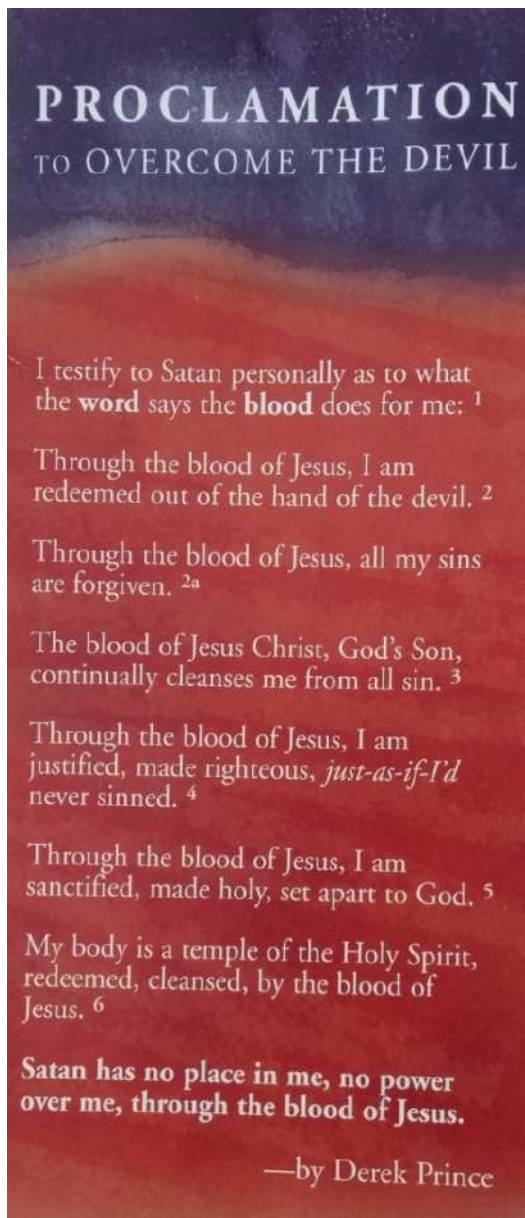 PROCLAMATION
TO OVERCOME THE DEVIL
I testify to Satan personally as to what
the word says the blood does for me: 1
Through the blood of Jesus, I am
redeemed out of the hand of the devil. 2
Through the blood of Jesus, all my sins
are forgiven. 2a
The blood of Jesus Christ, God's Son,
continually cleanses me from all sin. 3
Through the blood of Jesus, I am
justified, made righteous, just-as-if-I'd
never sinned. 4
Through the blood of Jesus, I am
sanctified, made holy, set apart to God. 5
My body is a temple of the Holy Spirit,
redeemed, cleansed, by the blood of
Jesus. 6
Satan has no place in me, no power
over me, through the blood of Jesus.
—by Derek Prince